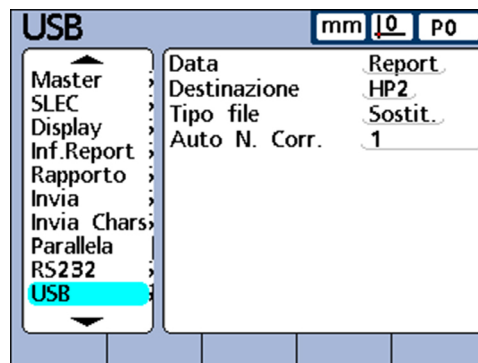 USB
mm 0 P0
Master
SLEC
Display
Inf.Report
Rapporto
Invia
Invia Chars
Parallela
RS232
USB
Data Report
Destinazione HP2
Tipo file Sostit.
Auto N. Corr. 1